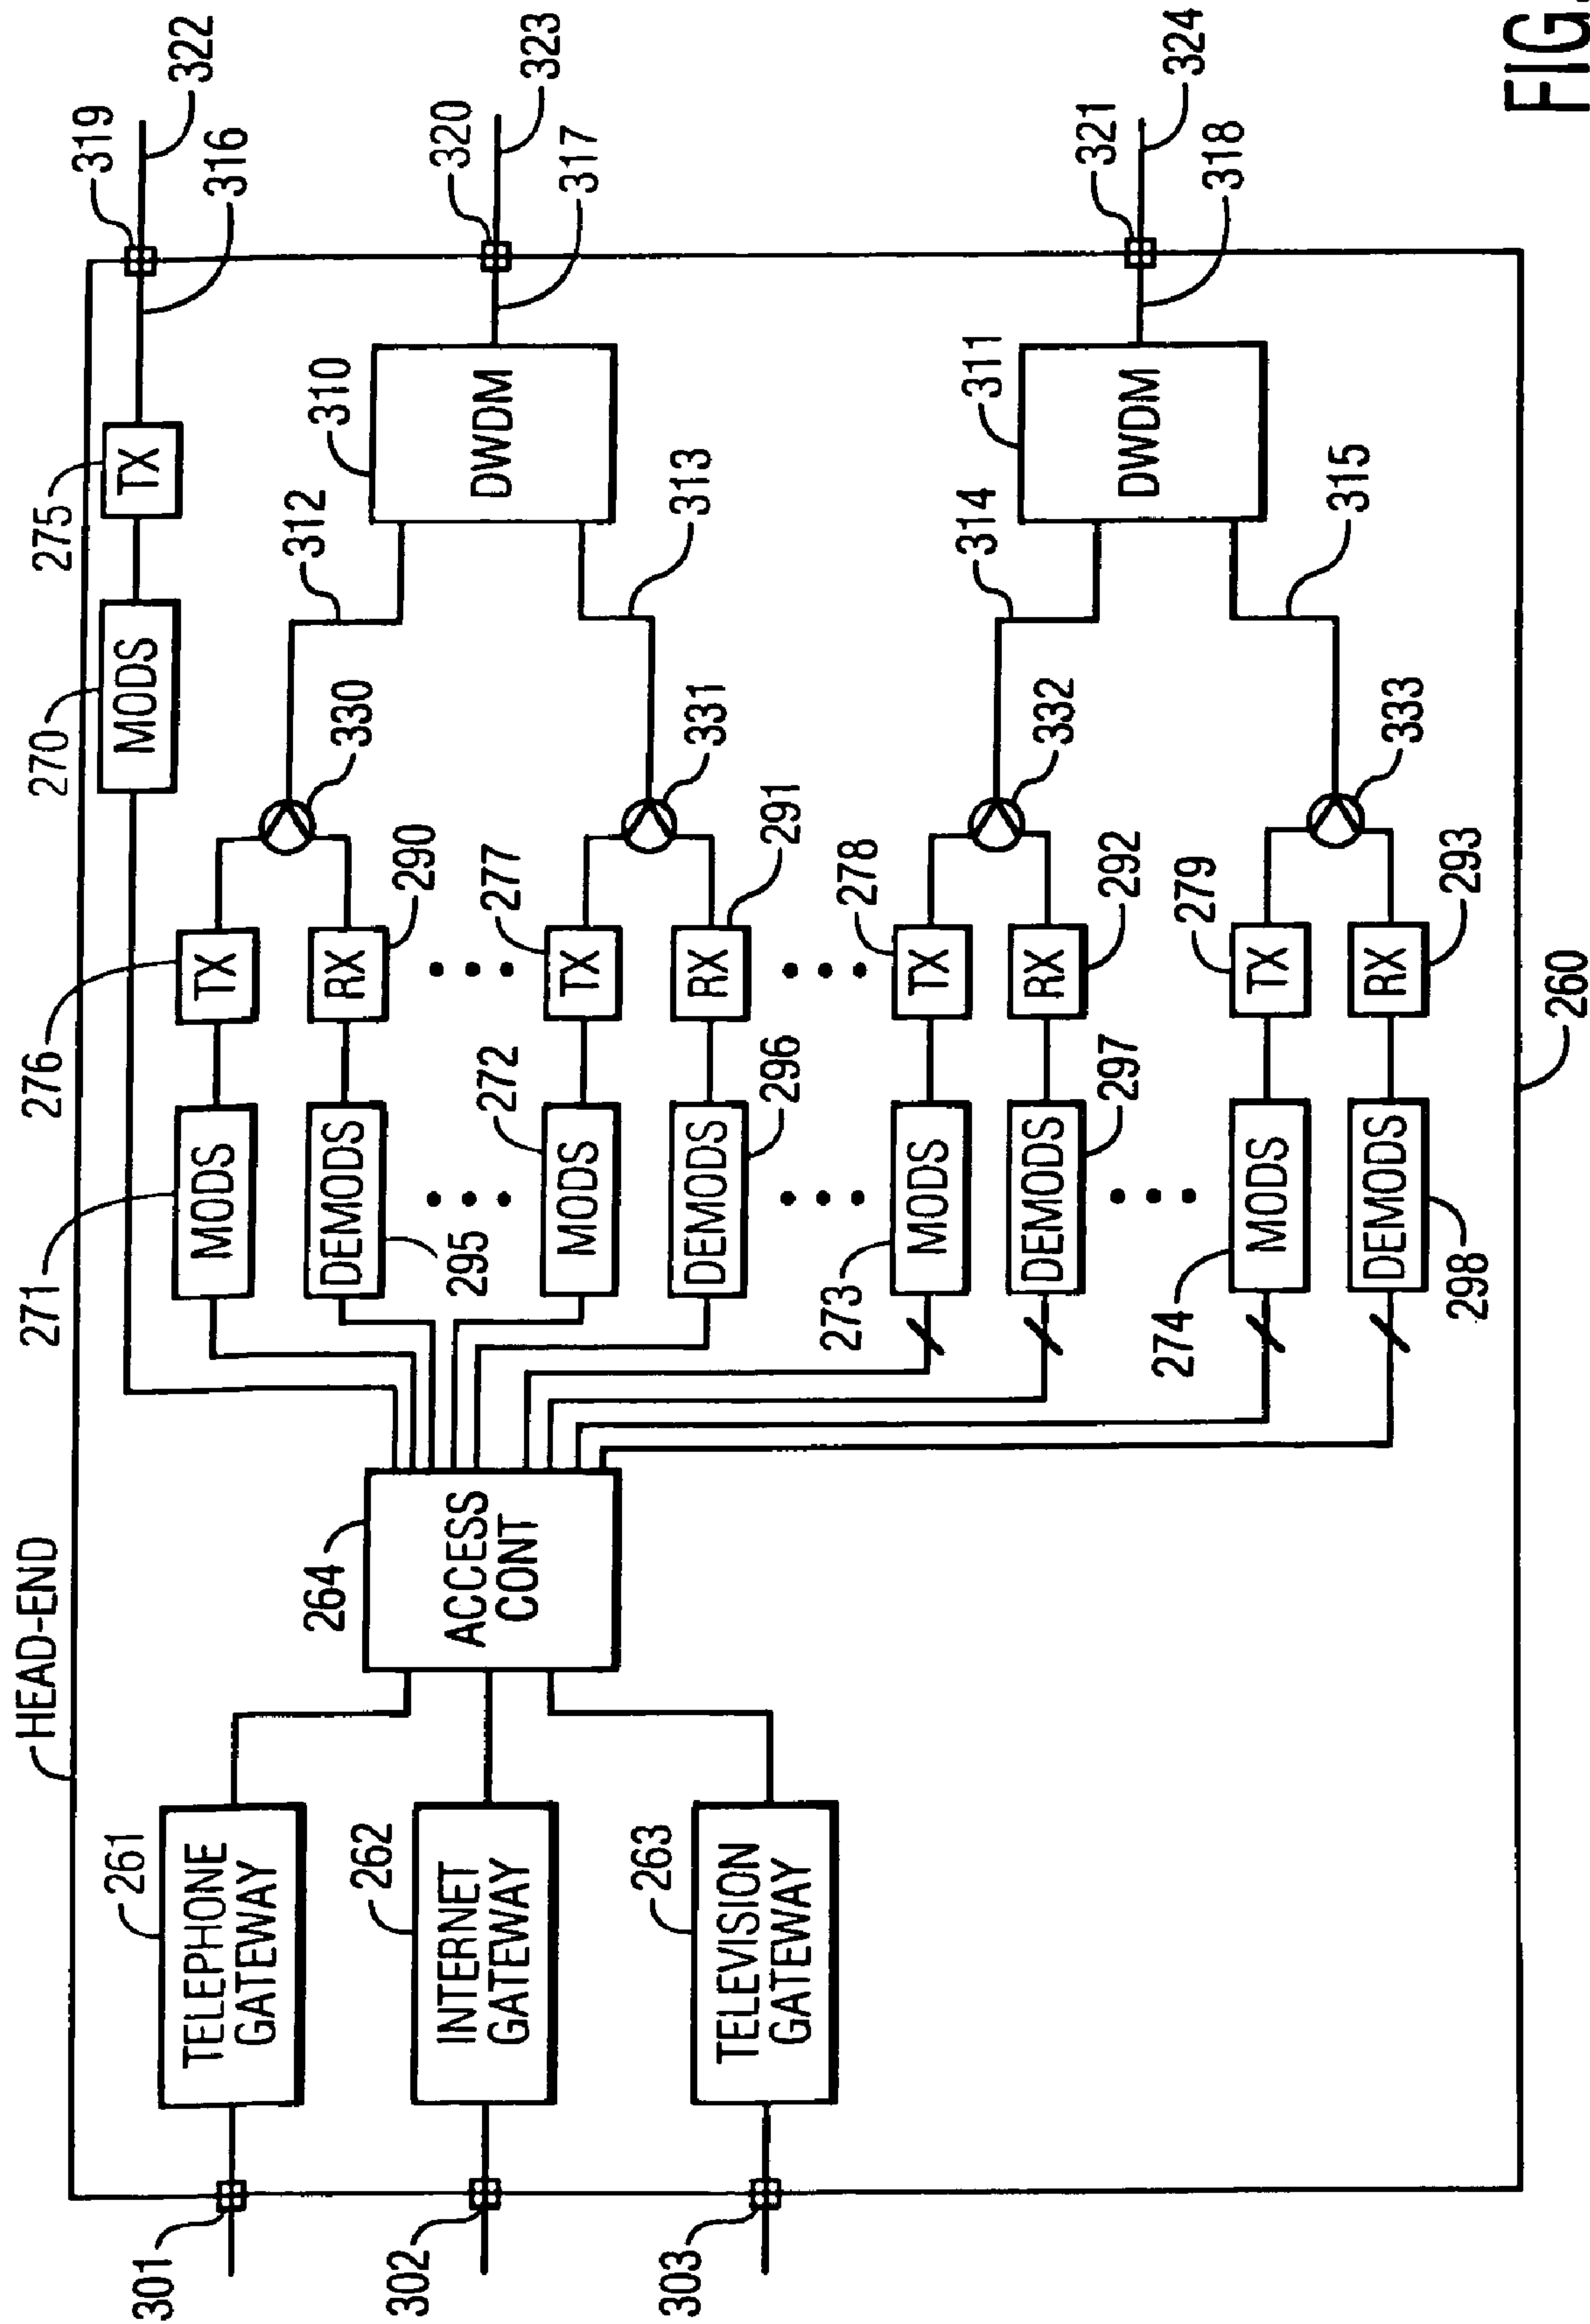 HEAD-END
301
302
303
261
TELEPHONE
GATEWAY
262
INTERNET
GATEWAY
263
TELEVISION
GATEWAY
264
ACCESS
CONT
270
MODS
275
TX
271
MODS
276
TX
295
DEMODS
290
RX
272
MODS
277
TX
296
DEMODS
291
RX
273
MODS
278
TX
297
DEMODS
292
RX
274
MODS
279
TX
298
DEMODS
293
RX
330
331
332
333
312
313
314
315
310
DWDM
311
DWDM
316
317
318
319
320
321
322
323
324
260
FIG.